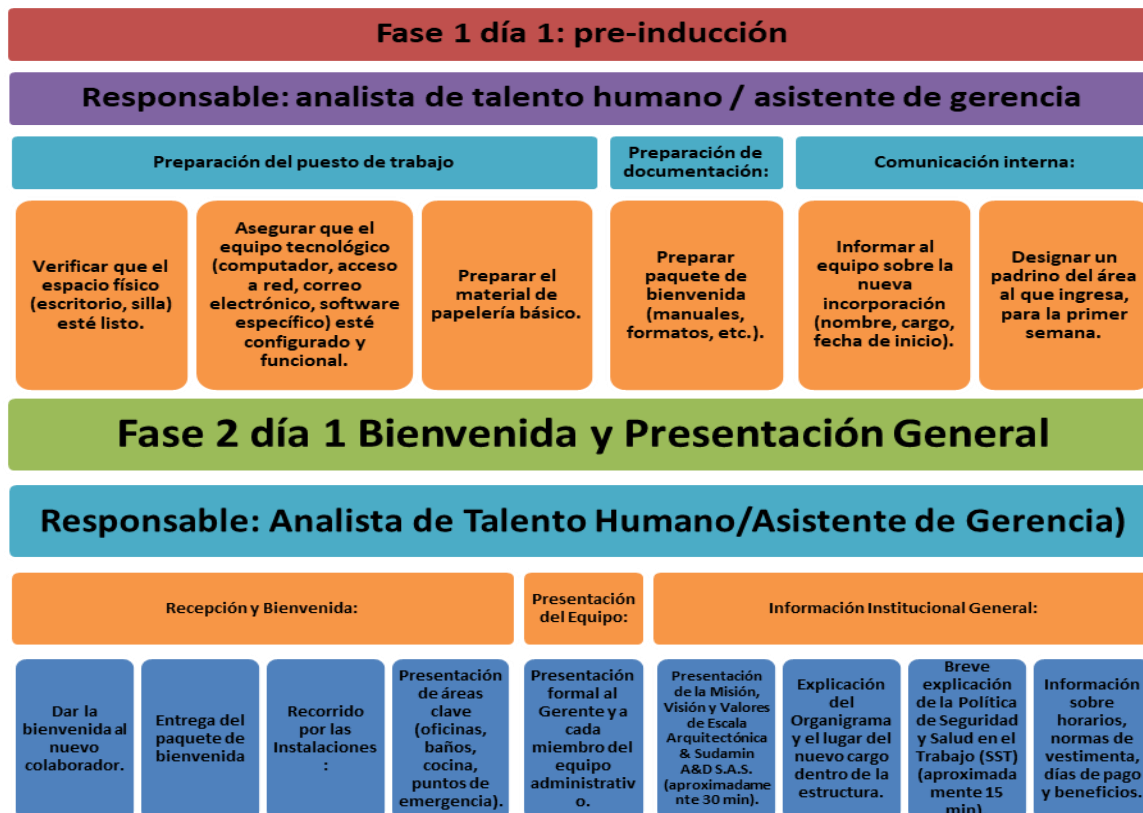 Fase 1 día 1: pre-inducción
Responsable: analista de talento humano / asistente de gerencia
Preparación del puesto de trabajo
Verificar que el
espacio físico
(escritorio, silla)
esté listo.
Asegurar que el
equipo tecnológico
(computador, acceso
a red, correo
electrónico, software
específico) esté
configurado y
funcional.
Preparar el
material de
papelería básico.
Preparación de
documentación:
Preparar
paquete de
bienvenida
(manuales,
formatos, etc.).
Comunicación interna:
Informar al
equipo sobre la
nueva
incorporación
(nombre, cargo,
fecha de inicio).
Designar un
padrino del área
al que ingresa,
para la primer
semana.
Fase 2 día 1 Bienvenida y Presentación General
Responsable: Analista de Talento Humano/Asistente de Gerencia)
Recepción y Bienvenida:
Dar la
bienvenida al
nuevo
colaborador.
Entrega del
paquete de
bienvenida
Recorrido
por las
Instalaciones
:
Presentación
de áreas
clave
(oficinas,
baños,
cocina,
puntos de
emergencia).
Presentación
del Equipo:
Presentación
formal al
Gerente y a
cada
miembro del
equipo
administrativ
o.
Información Institucional General:
Presentación
de la Misión,
Visión y Valores
de Escala
Arquitectónica
& Sudamin
A&D S.A.S.
(aproximadame
nte 30 min).
Explicación
del
Organigrama
y el lugar del
nuevo cargo
dentro de la
estructura.
Breve
explicación
de la Política
de Seguridad
y Salud en el
Trabajo (SST)
(aproximada
mente 15
min)
Información
sobre
horarios,
normas de
vestimenta,
días de pago
y beneficios.